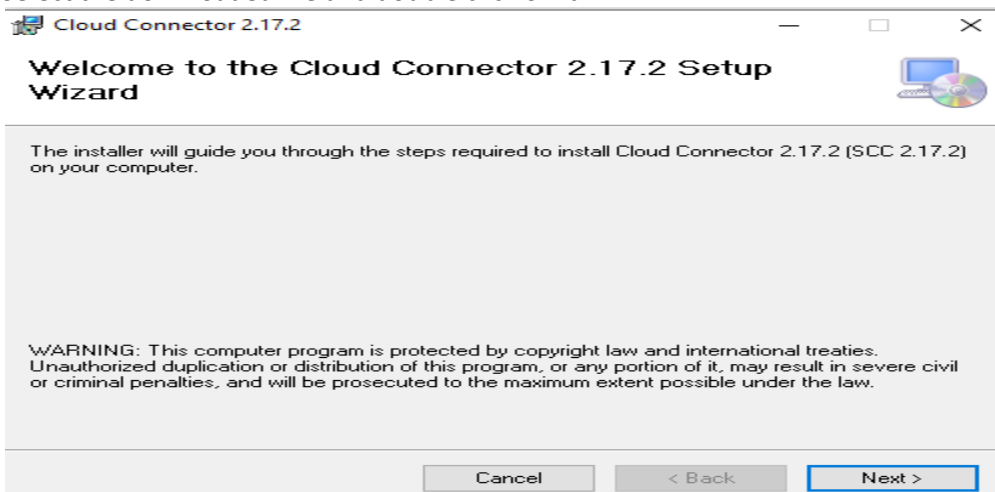 Cloud Connector 2.17.2
Welcome to the Cloud Connector 2.17.2 Setup
Wizard
The installer will guide you through the steps required to install Cloud Connector 2.17.2 (SCC 2.17.2)
on your computer.
WARNING: This computer program is protected by copyright law and international treaties.
Unauthorized duplication or distribution of this program, or any portion of it, may result in severe civil
or criminal penalties, and will be prosecuted to the maximum extent possible under the law.
Cancel
< Back
Next >